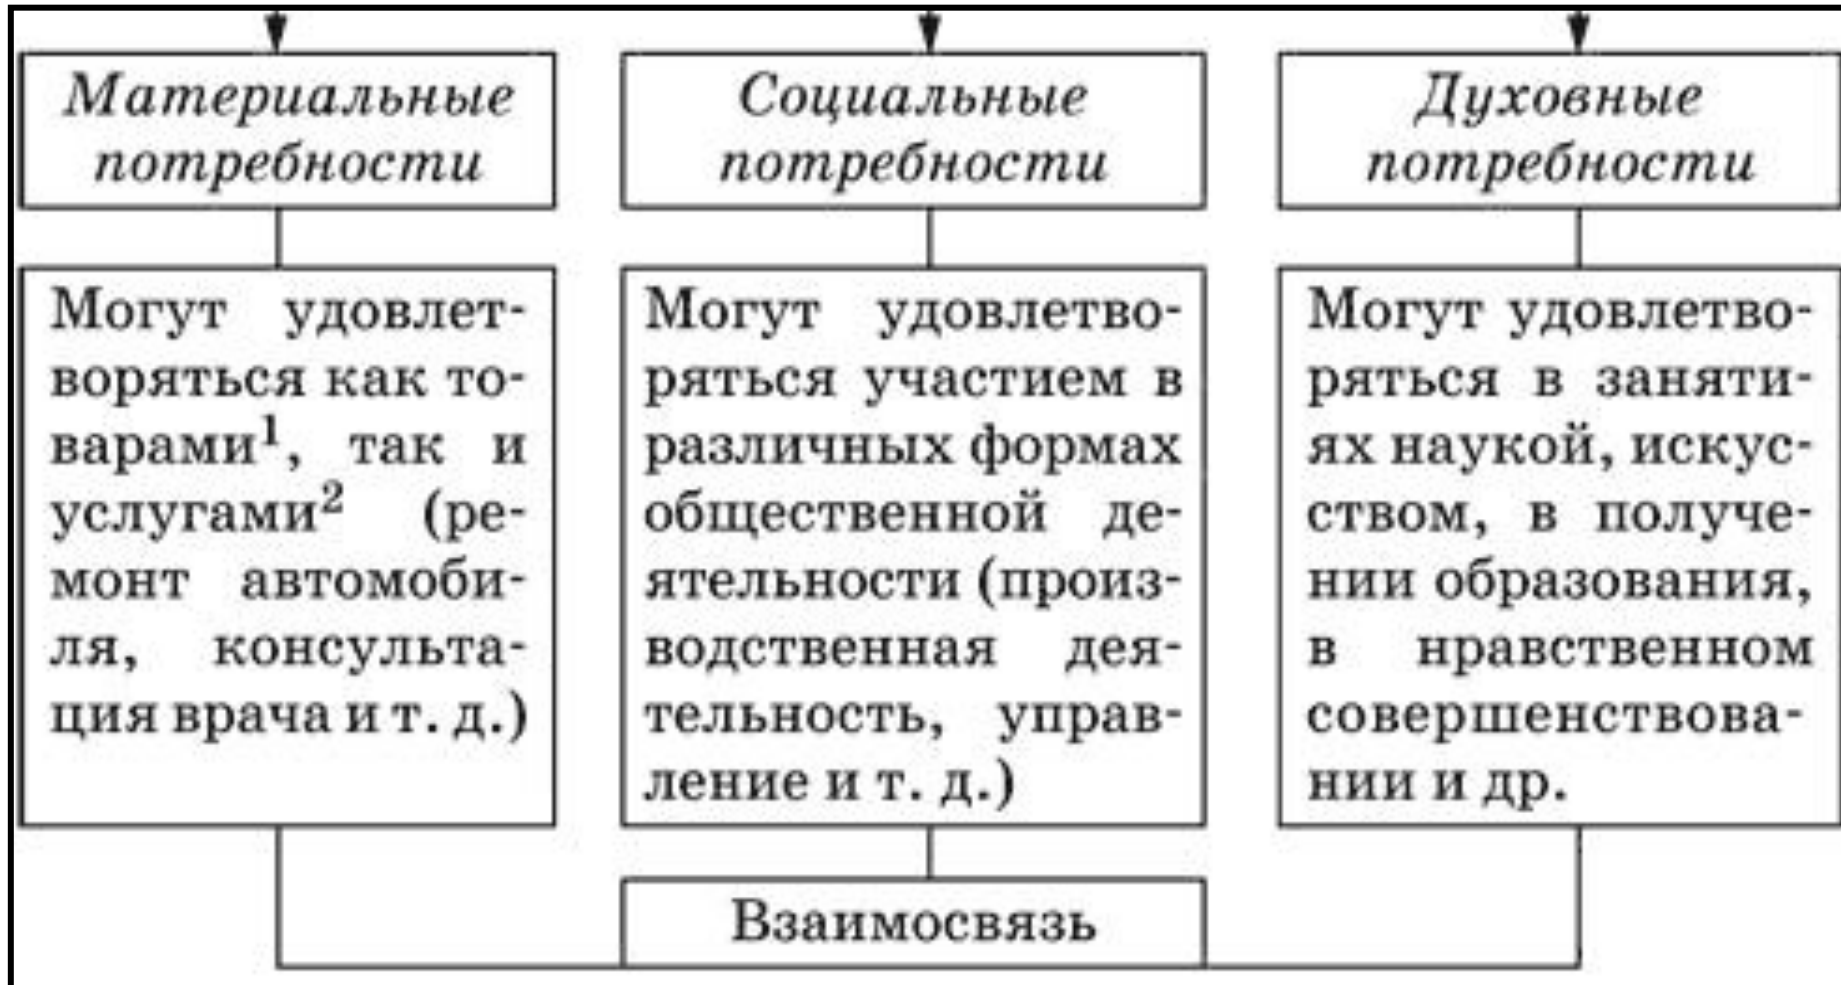 Материальные
потребности
Могут удовлет-
воряться как то-
варами¹, так и
услугами² (ре-
монт автомоби-
ля, консульта-
ция врача и т. д.)
Социальные
потребности
Могут удовлетво-
ряться участием в
различных формах
общественной де-
ятельности (произ-
водственная дея-
тельность, управ-
ление и т. д.)
Духовные
потребности
Могут удовлетво-
ряться в заняти-
ях наукой, искус-
ством, в получе-
нии образования,
в нравственном
совершенствова-
нии и др.
Взаимосвязь